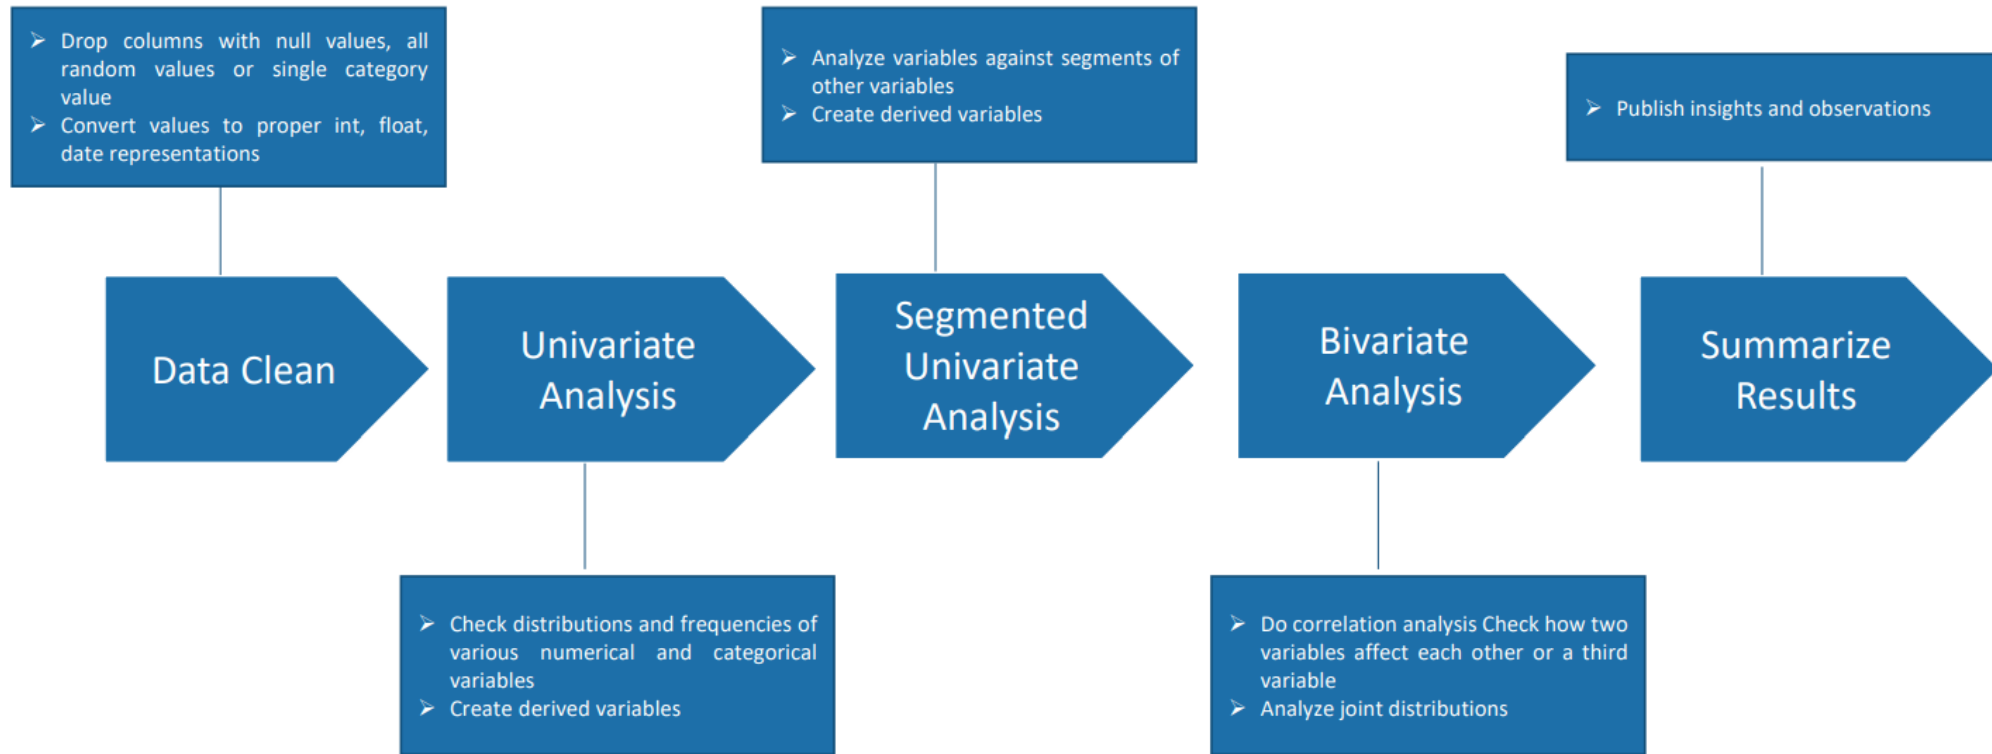 ➢ Drop columns with null values, all
random values or single category
value
➢ Convert values to proper int, float,
date representations
➢ Analyze variables against segments of
other variables
➢ Create derived variables
➢ Publish insights and observations
Data Clean
Univariate
Analysis
Segmented
Univariate
Analysis
Bivariate
Analysis
Summarize
Results
➢ Check distributions and frequencies of
various numerical and categorical
variables
➢ Create derived variables
➢ Do correlation analysis Check how two
variables affect each other or a third
variable
➢ Analyze joint distributions